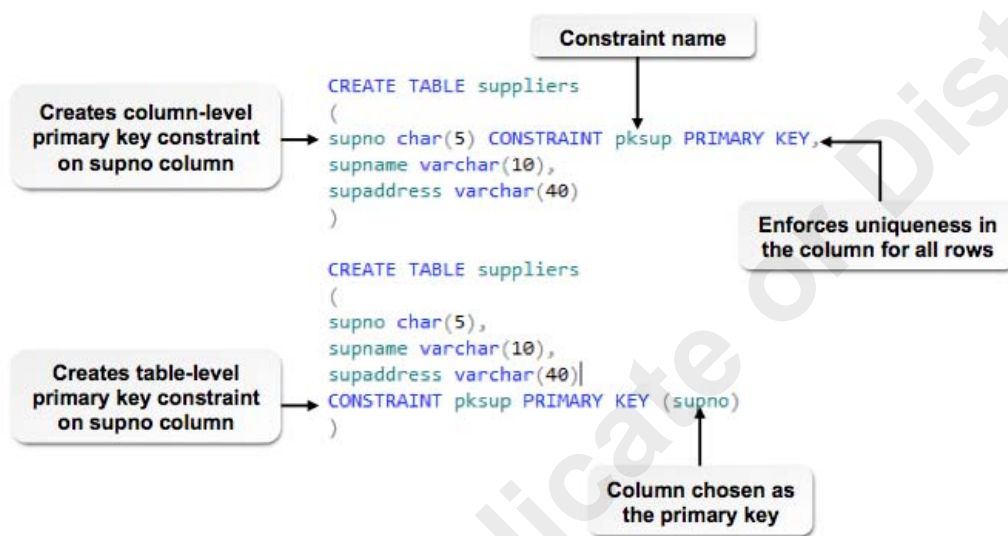 Constraint name
CREATE TABLE suppliers
(
Creates column-level
primary key constraint
on supno column
supno char(5) CONSTRAINT pksup PRIMARY KEY,
supname varchar(10),
supaddress varchar(40)
)
Enforces uniqueness in
the column for all rows
CREATE TABLE suppliers
(
supno char(5),
supname varchar(10),
supaddress varchar(40)
Creates table-level
primary key constraint
on supno column
CONSTRAINT pksup PRIMARY KEY (supno)
)
Column chosen as
the primary key
licate or Dist